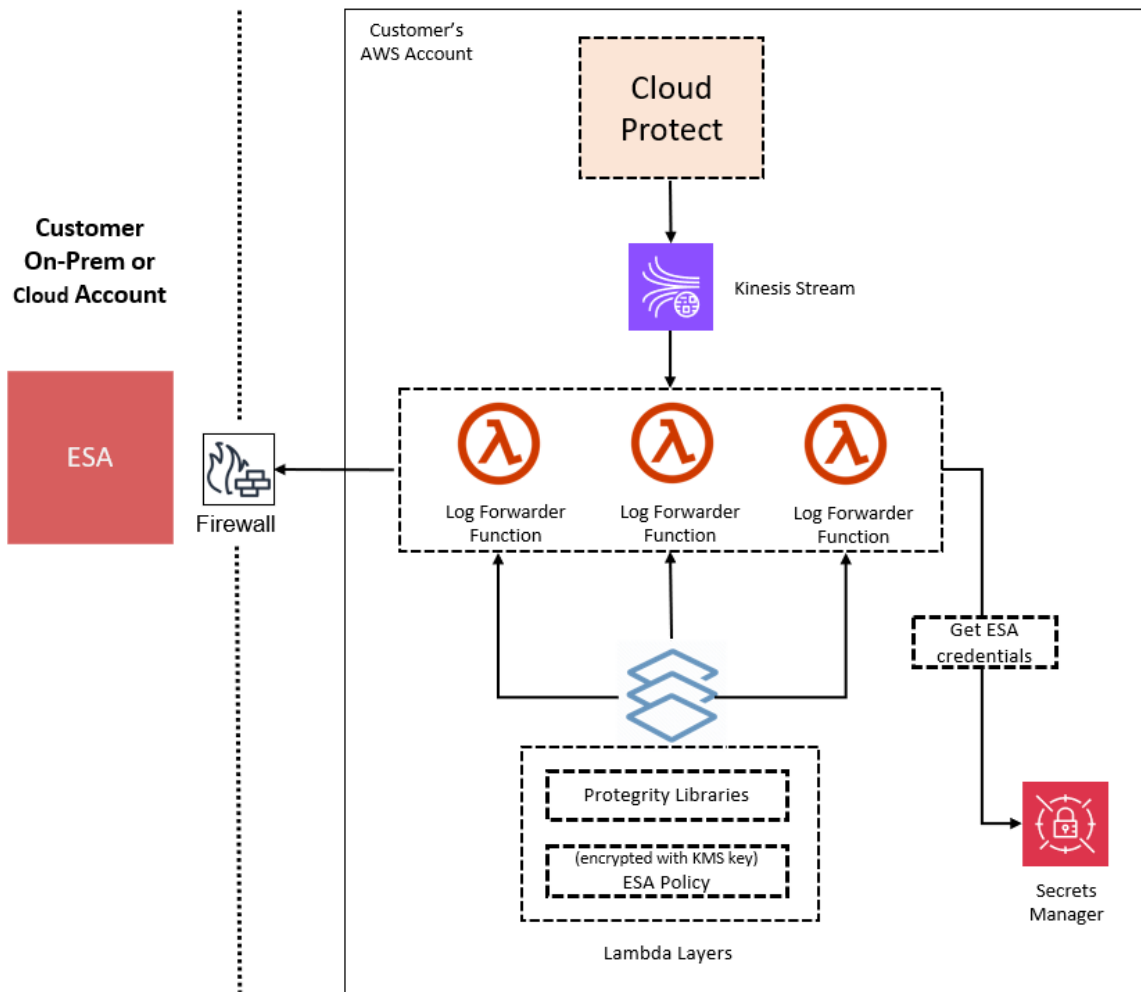 Customer's
AWS Account
Cloud
Protect
Customer
On-Prem or
Cloud Account
Kinesis Stream
ESA
Firewall
Log Forwarder
Function
Log Forwarder
Function
Log Forwarder
Function
Get ESA
credentials
Protegrity Libraries
(encrypted with KMS key)
ESA Policy
Secrets
Manager
Lambda Layers